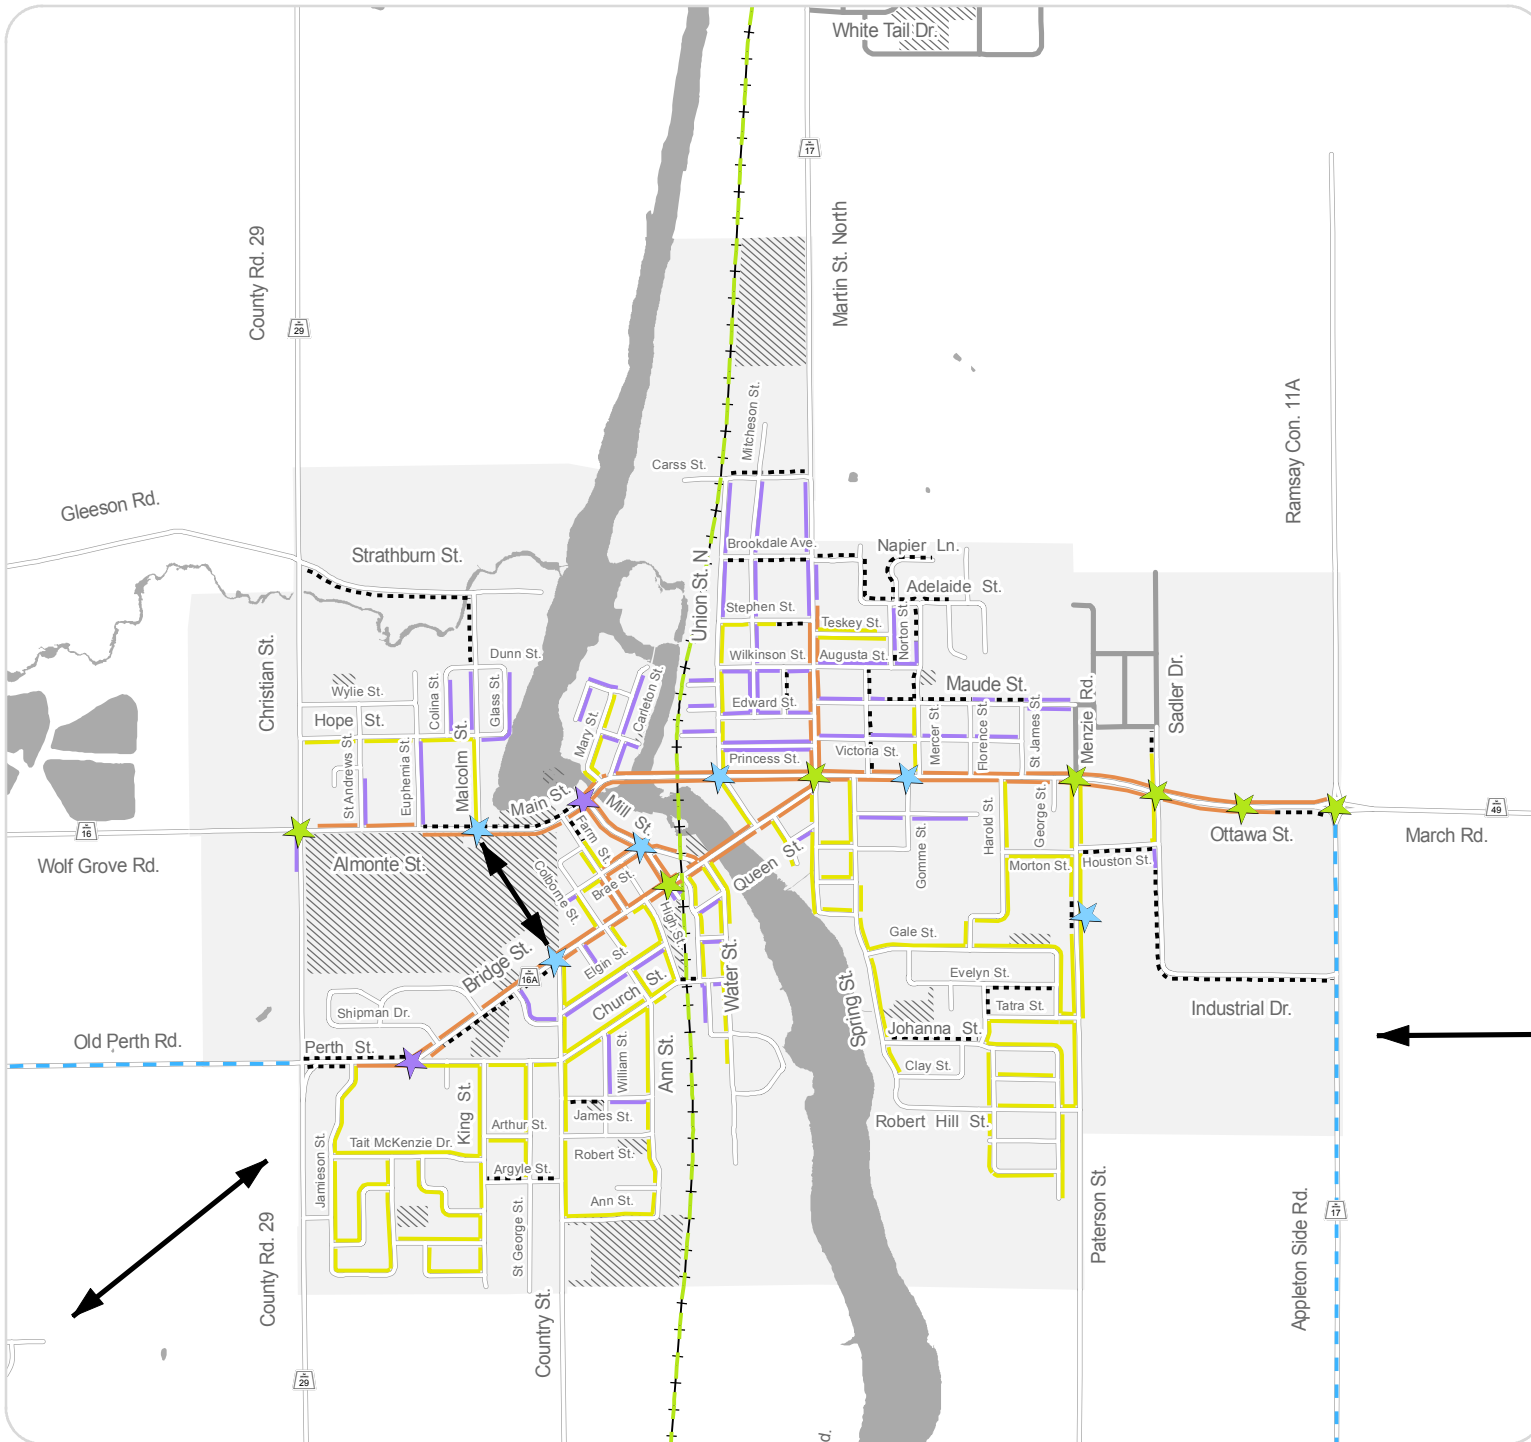 White Tail Dr.
17
County Rd. 29
Martin St. North
29
Ramsay Con. 11A
Mitcheson St.
Carss St.
Gleeson Rd.
Strathburn St.
Brookdale Ave.
Napier Ln.
Adelaide St.
Union St. N
Stephen St.
Teskey St.
Norton St.
Christian St.
Dunn St.
Wilkinson St.
Augusta St.
Wylie St.
Colina St.
Glass St.
Carleton St.
Maude St.
Menzie Rd.
Sadler Dr.
Hope St.
Mary St.
Edward St.
Mercer St.
Florence St.
St James St.
St Andrews St.
Euphemia St.
Malcolm St.
Princess St.
Victoria St.
16
Main St.
Mill St.
Harold St.
George St.
Ottawa St.
49
March Rd.
Wolf Grove Rd.
Almonte St.
Farm St.
Colborne St.
Brae St.
Queen St.
Gomme St.
Morton St.
Houston St.
High St.
Gale St.
Bridge St.
16A
Elgin St.
Church St.
Water St.
Evelyn St.
Tatra St.
Industrial Dr.
Shipman Dr.
Spring St.
Johanna St.
Old Perth Rd.
Perth St.
William St.
Ann St.
Clay St.
King St.
Arthur St.
James St.
Robert Hill St.
Tait McKenzie Dr.
Jamieson St.
Argyle St.
Robert St.
Ann St.
Paterson St.
Appleton Side Rd.
17
County Rd. 29
St George St.
Country St.
29
d.